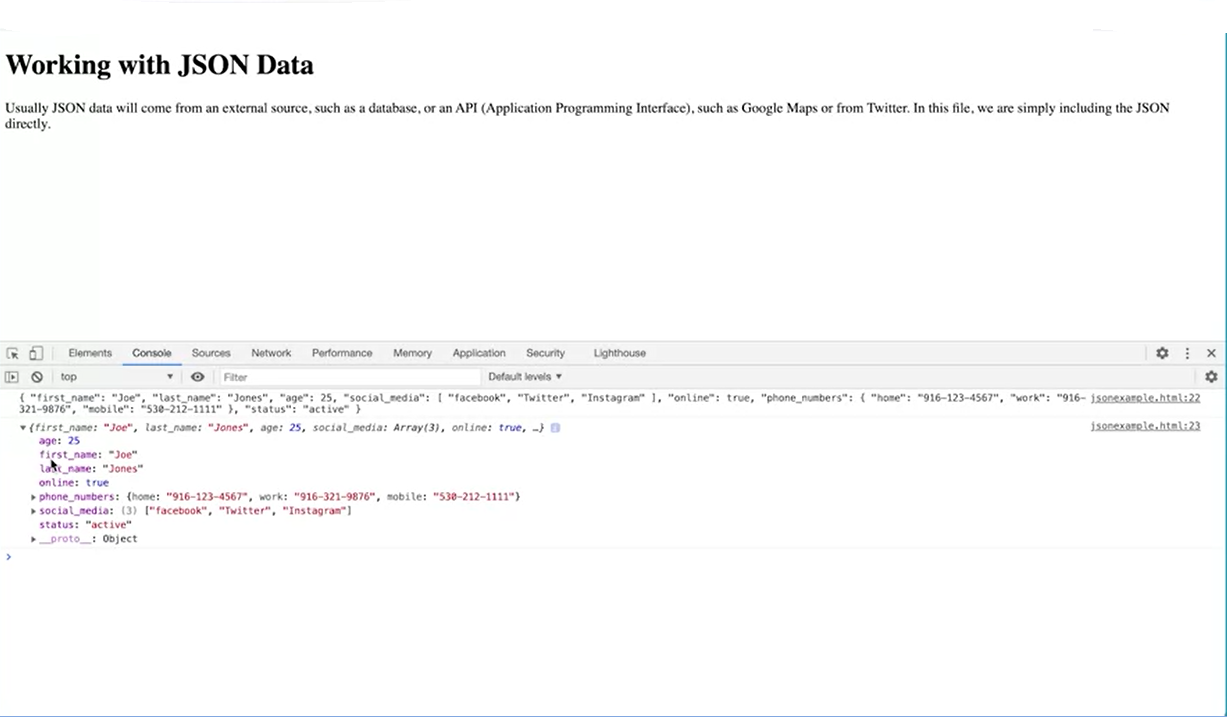 Working with JSON Data
Usually JSON data will come from an external source, such as a database, or an API (Application Programming Interface), such as Google Maps or from Twitter. In this file, we are simply including the JSON
directly.
Elements Console Sources Network Performance Memory Application Security Lighthouse
top Filter Default levels
{ "first_name": "Joe", "last_name": "Jones", "age": 25, "social_media": [ "facebook", "Twitter", "Instagram" ], "online": true, "phone_numbers": { "home": "916-123-4567", "work": "916- jsonexample.html:22
321-9876", "mobile": "530-212-1111" }, "status": "active" }
{first_name: "Joe", last_name: "Jones", age: 25, social_media: Array(3), online: true, …} jsonexample.html:23
age: 25
first_name: "Joe"
last_name: "Jones"
online: true
phone_numbers: {home: "916-123-4567", work: "916-321-9876", mobile: "530-212-1111"}
social_media: (3) ["facebook", "Twitter", "Instagram"]
status: "active"
__proto__: Object